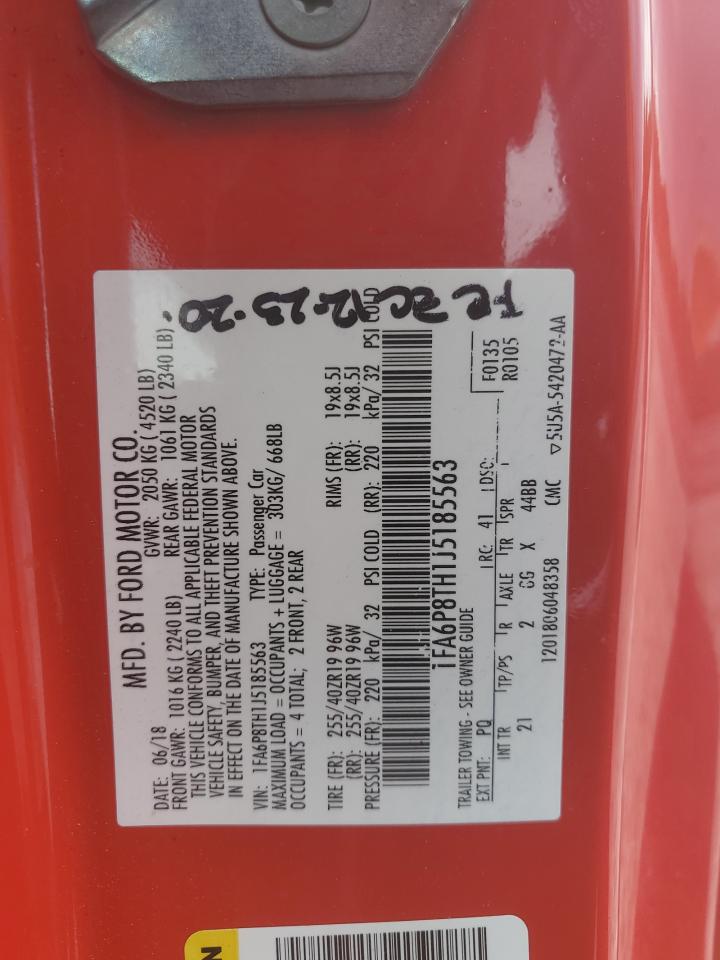 MFD. BY FORD MOTOR CO.
DATE: 06/18 GVWR: 2050 KG ( 4520 LB)
FRONT GAWR: 1016 KG ( 2240 LB) REAR GAWR: 1061 KG ( 2340 LB)
THIS VEHICLE CONFORMS TO ALL APPLICABLE FEDERAL MOTOR
VEHICLE SAFETY, BUMPER, AND THEFT PREVENTION STANDARDS
IN EFFECT ON THE DATE OF MANUFACTURE SHOWN ABOVE.
VIN: 1FA6P8TH1J5185563 TYPE: Passenger Car
MAXIMUM LOAD = OCCUPANTS + LUGGAGE = 303KG/ 668LB
OCCUPANTS = 4 TOTAL; 2 FRONT, 2 REAR
TIRE (FR): 255/40ZR19 96W RIMS (FR): 19x8.5J
(RR): 255/40ZR19 96W (RR): 19x8.5J
PRESSURE (FR): 220 kPa/ 32 PSI COLD (RR): 220 kPa/ 32 PSI COLD
12-23-20.
1FA6P8TH1J5185563
F0135
R0105
TRAILER TOWING - SEE OWNER GUIDE
EXT PNT: PQ RC: 41 DSO:
INT TR TP/PS R AXLE TR SPR
21 2 GG X 44BB
1201806048358 CMC ▽5U5A-5420472-AA
N